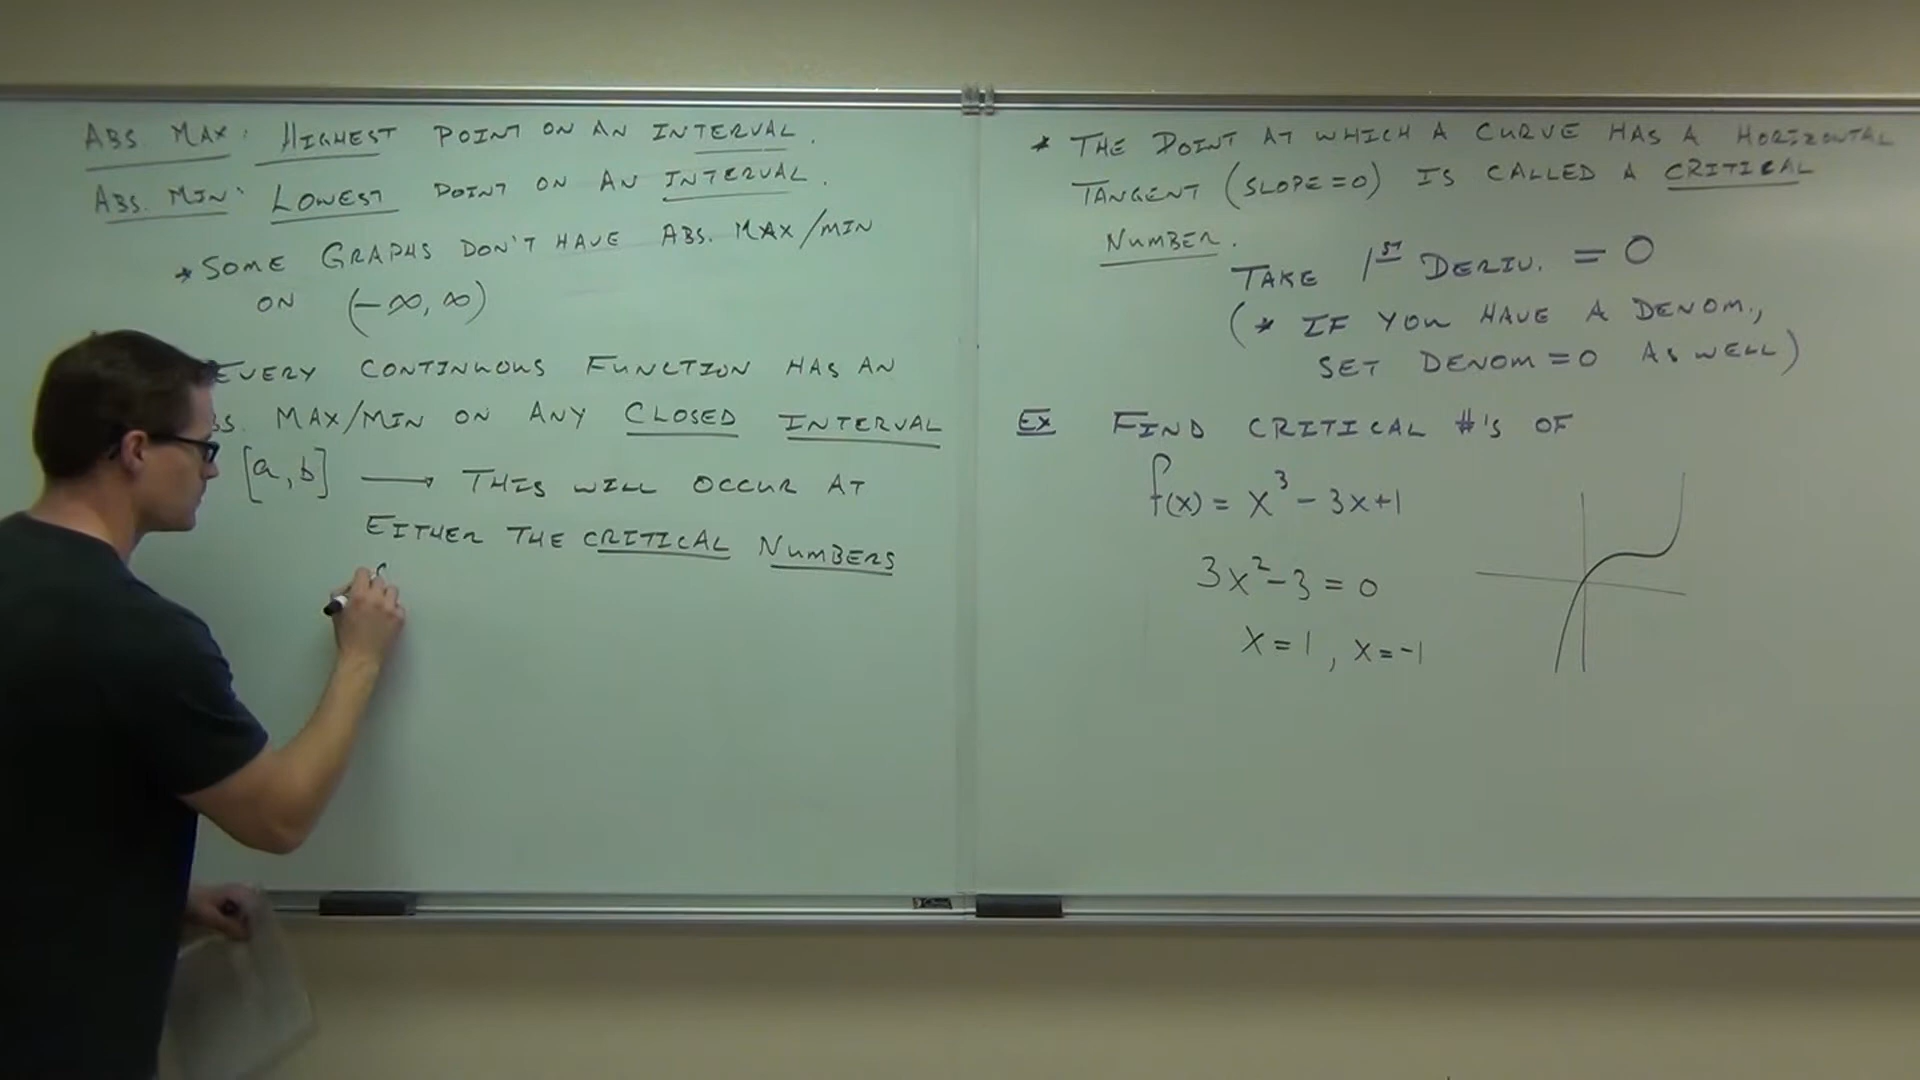 ABS. MAX: HIGHEST POINT ON AN INTERVAL.
ABS. MIN: LOWEST POINT ON AN INTERVAL.
* SOME GRAPHS DON'T HAVE ABS. MAX/MIN
ON (-∞, ∞)
EVERY CONTINUOUS FUNCTION HAS AN
BS. MAX/MIN ON ANY CLOSED INTERVAL
[a, b] → THIS WILL OCCUR AT
EITHER THE CRITICAL NUMBERS
* THE POINT AT WHICH A CURVE HAS A HORIZONTAL
TANGENT (SLOPE=0) IS CALLED A CRITICAL
NUMBER.
TAKE 1ST DERIV. = 0
(* IF YOU HAVE A DENOM.,
SET DENOM=0 AS WELL)
EX FIND CRITICAL #'S OF
f(x) = x³ - 3x+1
3x² - 3 = 0
x = 1, x = -1